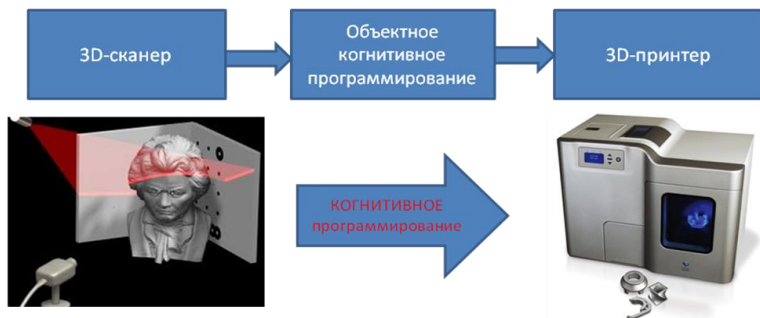 3D-сканер
Объектное
когнитивное
программирование
3D-принтер
КОГНИТИВНОЕ
программирование